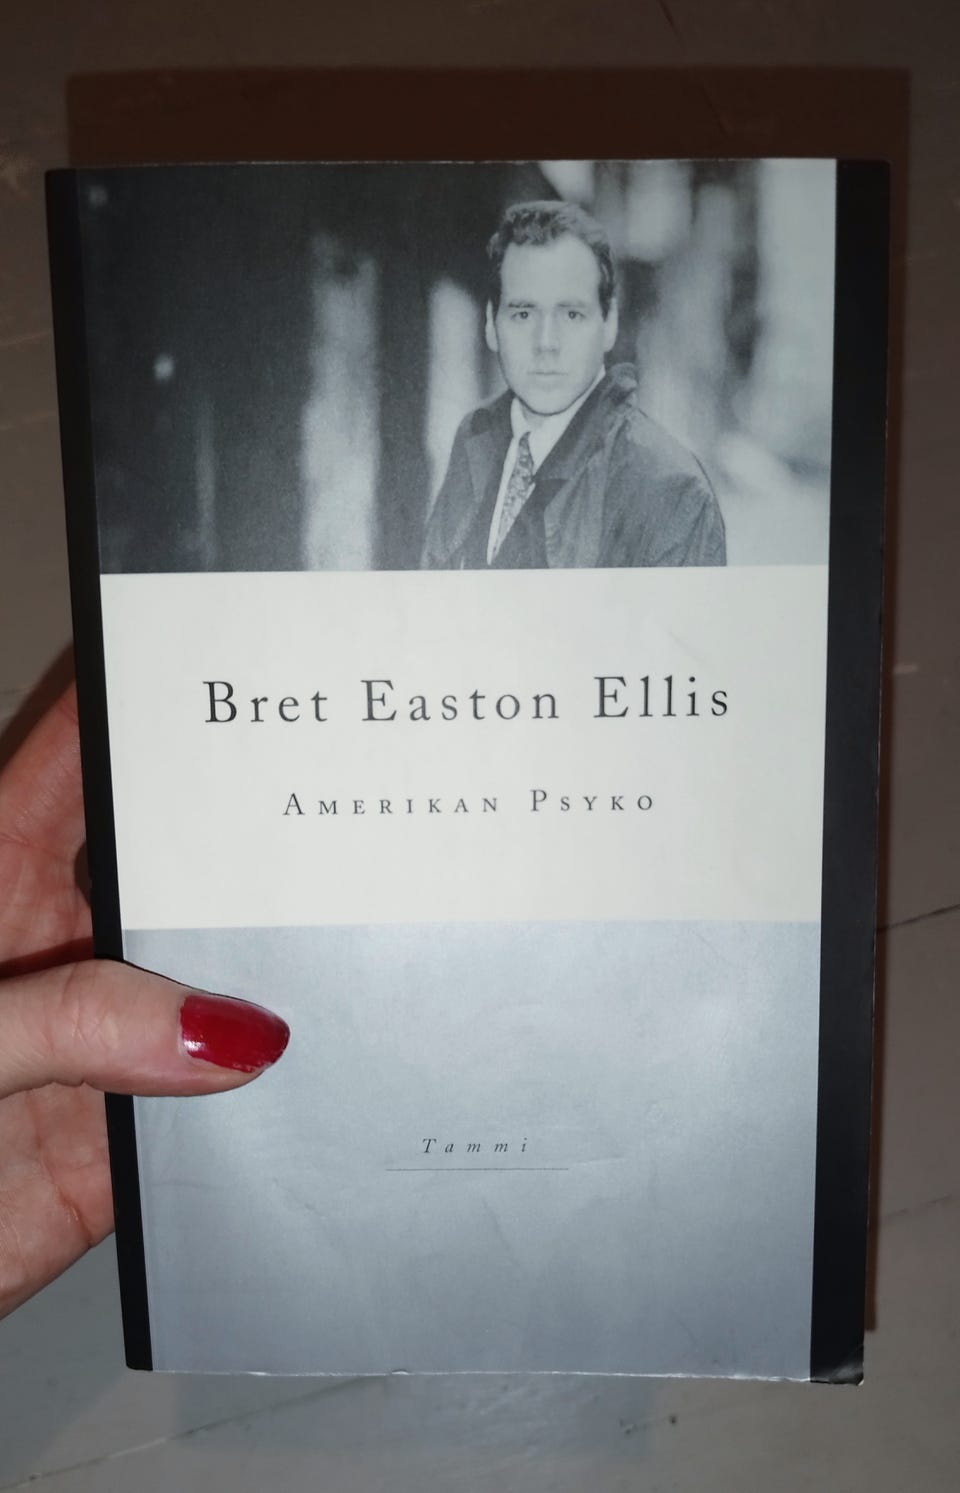 Bret Easton Ellis
AMERIKAN PSYKO
Tammi